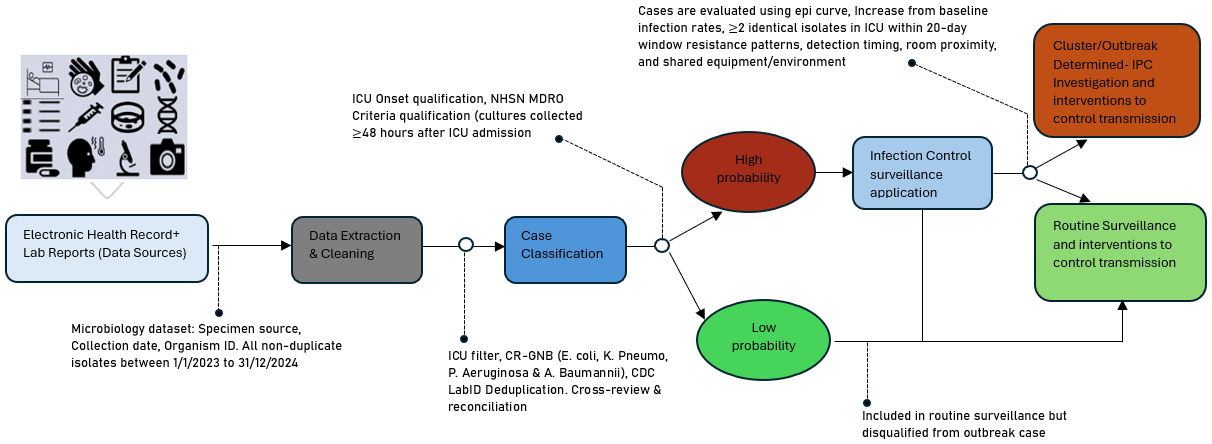 Cases are evaluated using epi curve, Increase from baseline
infection rates, ≥2 identical isolates in ICU within 20-day
window resistance patterns, detection timing, room proximity,
and shared equipment/environment
Cluster/Outbreak
Determined- IPC
Investigation and
interventions to
control transmission
ICU Onset qualification, NHSN MDRO
Criteria qualification (cultures collected
≥48 hours after ICU admission
High
probability
Infection Control
surveillance
application
Electronic Health Record+
Lab Reports (Data Sources)
Data Extraction
& Cleaning
Case
Classification
Routine Surveillance
and interventions to
control transmission
Microbiology dataset: Specimen source,
Collection date, Organism ID. All non-duplicate
isolates between 1/1/2023 to 31/12/2024
Low
probability
ICU filter, CR-GNB (E. coli, K. Pneumo,
P. Aeruginosa & A. Baumannii), CDC
LabID Deduplication. Cross-review &
reconciliation
Included in routine surveillance but
disqualified from outbreak case